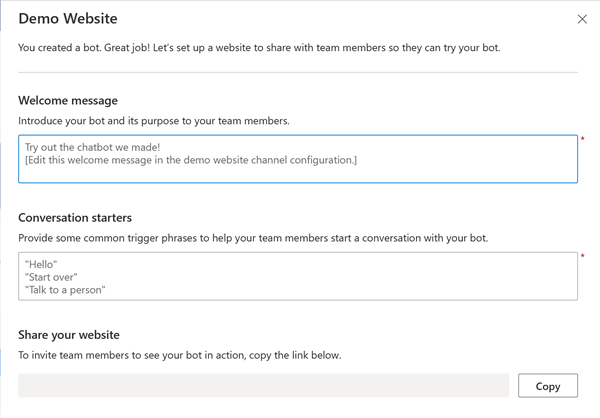 Demo Website
You created a bot. Great job! Let's set up a website to share with team members so they can try your bot.
Welcome message
Introduce your bot and its purpose to your team members.
Try out the chatbot we made!
[Edit this welcome message in the demo website channel configuration.]
*
Conversation starters
Provide some common trigger phrases to help your team members start a conversation with your bot.
"Hello"
"Start over"
"Talk to a person"
*
Share your website
To invite team members to see your bot in action, copy the link below.
Copy